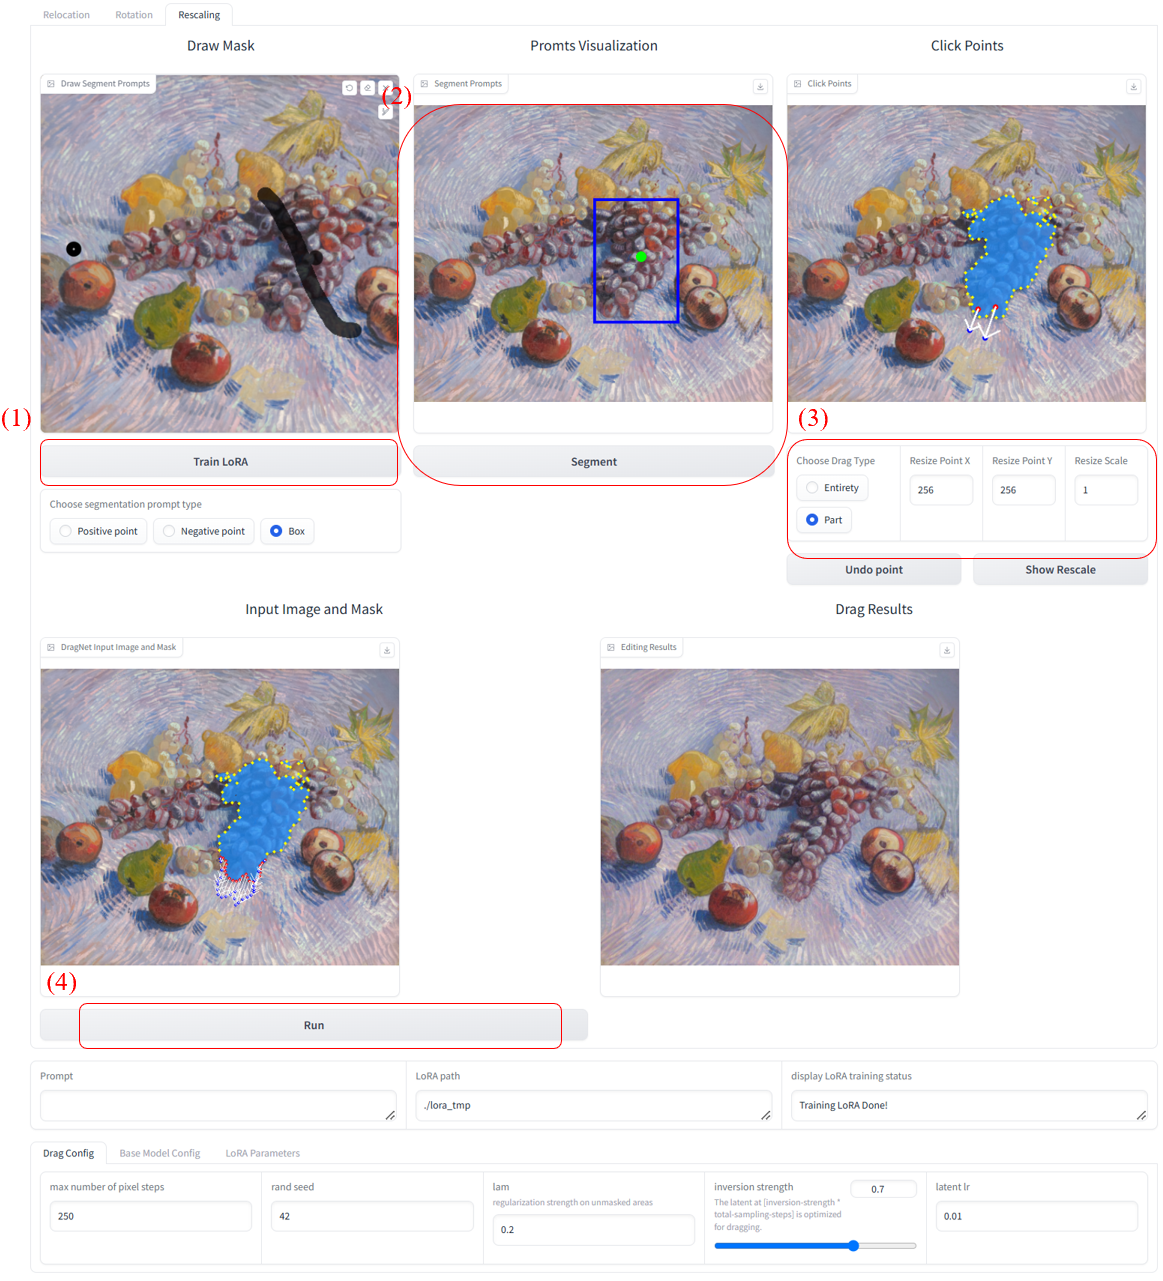 Relocation
Rotation
Rescaling
Draw Mask
Promts Visualization
Click Points
Draw Segment Prompts
(2)
Segment Prompts
Click Points
(1)
Train LoRA
Segment
(3)
Choose segmentation prompt type
Positive point
Negative point
Box
Choose Drag Type
Entirety
Part
Resize Point X
256
Resize Point Y
256
Resize Scale
1
Undo point
Show Rescale
Input Image and Mask
Drag Results
DragNet Input Image and Mask
Editing Results
(4)
Run
Prompt
LoRA path
./lora_tmp
display LoRA training status
Training LoRA Done!
Drag Config
Base Model Config
LoRA Parameters
max number of pixel steps
250
rand seed
42
lam
regularization strength on unmasked areas
0.2
inversion strength
0.7
The latent at [inversion-strength *
total-sampling-steps] is optimized
for dragging.
latent lr
0.01